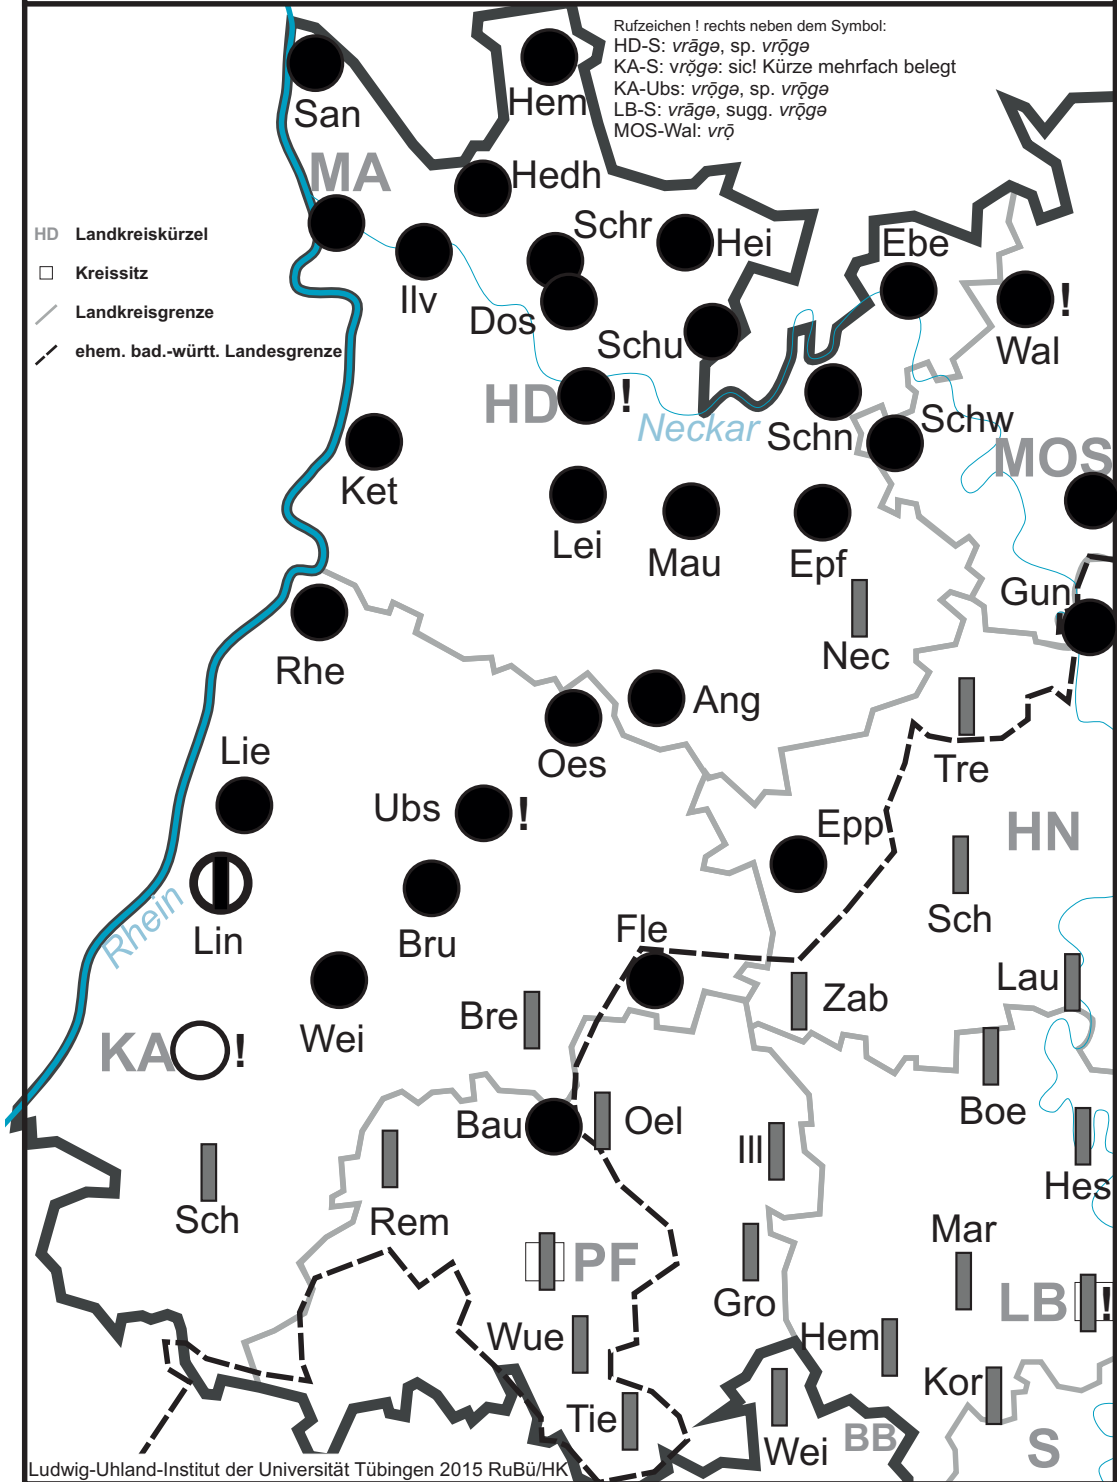 Rufzeichen ! rechts neben dem Symbol:
HD-S: vrāgə, sp. vrǭgə
KA-S: vrǫ̆gə: sic! Kürze mehrfach belegt
KA-Ubs: vrǭgə, sp. vrǭgə
LB-S: vrāgə, sugg. vrǭgə
MOS-Wal: vrǭ
San
Hem
MA
Hedh
Schr
Hei
Ebe
HD Landkreiskürzel
Kreissitz
Landkreisgrenze
ehem. bad.-württ. Landesgrenze
Ilv
Dos
Schu
!
Wal
HD
!
Neckar
Schn
Schw
MOS
Ket
Lei
Mau
Epf
Gun
Nec
Rhe
Ang
Oes
Tre
Lie
Ubs
!
Epp
HN
Rhein
Lin
Bru
Fle
Sch
Lau
Zab
Bre
Wei
KA
!
Boe
Bau
Oel
Ill
Hes
Sch
Rem
Mar
PF
Gro
LB
!
Wue
Hem
Kor
Tie
Wei
BB
S
Ludwig-Uhland-Institut der Universität Tübingen 2015 RuBü/HK